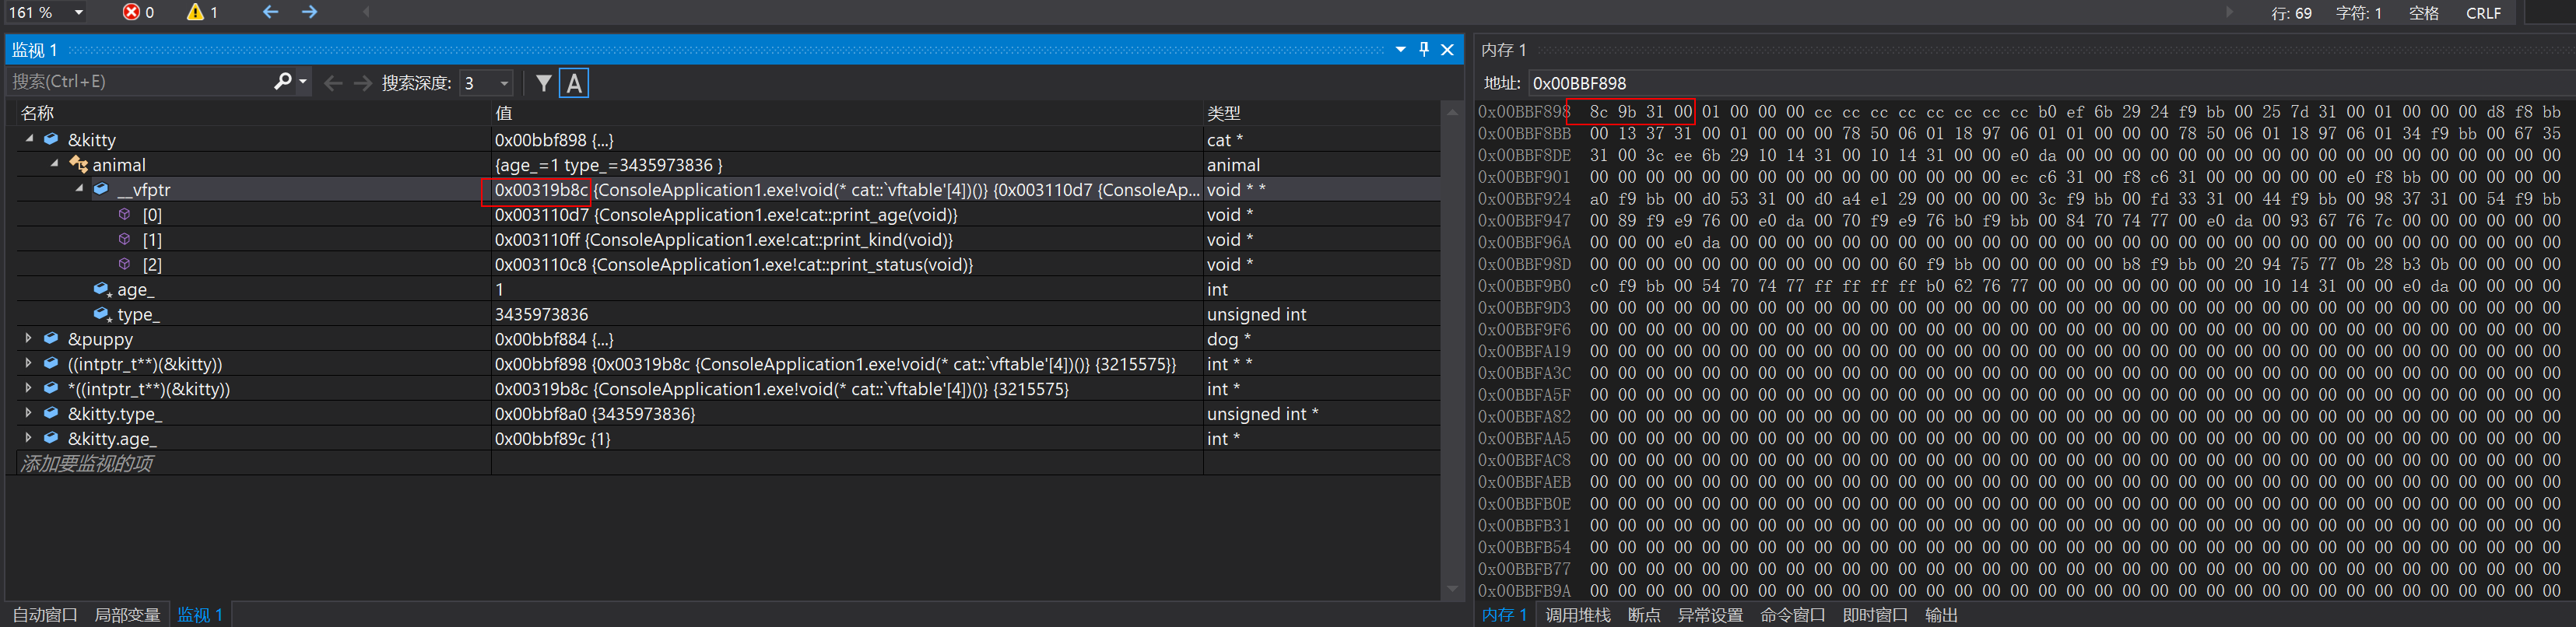 161 %
0
1
行: 69
字符: 1
空格
CRLF
监视 1
搜索(Ctrl+E)
搜索深度: 3
A
名称 值 类型
&kitty 0x00bbf898 {...} cat *
animal {age_=1 type_=3435973836 } animal
__vfptr 0x00319b8c {ConsoleApplication1.exe!void(* cat::`vftable'[4])()} {0x003110d7 {ConsoleAp... void * *
[0] 0x003110d7 {ConsoleApplication1.exe!cat::print_age(void)} void *
[1] 0x003110ff {ConsoleApplication1.exe!cat::print_kind(void)} void *
[2] 0x003110c8 {ConsoleApplication1.exe!cat::print_status(void)} void *
age_ 1 int
type_ 3435973836 unsigned int
&puppy 0x00bbf884 {...} dog *
((intptr_t**)(&kitty)) 0x00bbf898 {0x00319b8c {ConsoleApplication1.exe!void(* cat::`vftable'[4])()} {3215575}} int * *
*((intptr_t**)(&kitty)) 0x00319b8c {ConsoleApplication1.exe!void(* cat::`vftable'[4])()} {3215575} int *
&kitty.type_ 0x00bbf8a0 {3435973836} unsigned int *
&kitty.age_ 0x00bbf89c {1} int *
添加要监视的项
自动窗口 局部变量 监视 1
内存 1
地址: 0x00BBF898
0x00BBF898 8c 9b 31 00 01 00 00 00 cc cc cc cc cc cc cc cc b0 ef 6b 29 24 f9 bb 00 25 7d 31 00 01 00 00 00 d8 f8 bb
0x00BBF8BB 00 13 37 31 00 01 00 00 00 78 50 06 01 18 97 06 01 01 00 00 00 78 50 06 01 18 97 06 01 34 f9 bb 00 67 35
0x00BBF8DE 31 00 3c ee 6b 29 10 14 31 00 10 14 31 00 00 e0 da 00 00 00 00 00 00 00 00 00 00 00 00 00 00 00 00 00 00
0x00BBF901 00 00 00 00 00 00 00 00 00 00 00 00 00 00 00 ec c6 31 00 f8 c6 31 00 00 00 00 00 e0 f8 bb 00 00 00 00 00
0x00BBF924 a0 f9 bb 00 d0 53 31 00 d0 a4 e1 29 00 00 00 00 3c f9 bb 00 fd 33 31 00 44 f9 bb 00 98 37 31 00 54 f9 bb
0x00BBF947 00 89 f9 e9 76 00 e0 da 00 70 f9 e9 76 b0 f9 bb 00 84 70 74 77 00 e0 da 00 93 67 76 7c 00 00 00 00 00 00
0x00BBF96A 00 00 00 e0 da 00 00 00 00 00 00 00 00 00 00 00 00 00 00 00 00 00 00 00 00 00 00 00 00 00 00 00 00 00 00
0x00BBF98D 00 00 00 00 00 00 00 00 00 00 00 60 f9 bb 00 00 00 00 00 b8 f9 bb 00 20 94 75 77 0b 28 b3 0b 00 00 00 00
0x00BBF9B0 c0 f9 bb 00 54 70 74 77 ff ff ff ff b0 62 76 77 00 00 00 00 00 00 00 00 10 14 31 00 00 e0 da 00 00 00 00
0x00BBF9D3 00 00 00 00 00 00 00 00 00 00 00 00 00 00 00 00 00 00 00 00 00 00 00 00 00 00 00 00 00 00 00 00 00 00 00
0x00BBF9F6 00 00 00 00 00 00 00 00 00 00 00 00 00 00 00 00 00 00 00 00 00 00 00 00 00 00 00 00 00 00 00 00 00 00 00
0x00BBFA19 00 00 00 00 00 00 00 00 00 00 00 00 00 00 00 00 00 00 00 00 00 00 00 00 00 00 00 00 00 00 00 00 00 00 00
0x00BBFA3C 00 00 00 00 00 00 00 00 00 00 00 00 00 00 00 00 00 00 00 00 00 00 00 00 00 00 00 00 00 00 00 00 00 00 00
0x00BBFA5F 00 00 00 00 00 00 00 00 00 00 00 00 00 00 00 00 00 00 00 00 00 00 00 00 00 00 00 00 00 00 00 00 00 00 00
0x00BBFA82 00 00 00 00 00 00 00 00 00 00 00 00 00 00 00 00 00 00 00 00 00 00 00 00 00 00 00 00 00 00 00 00 00 00 00
0x00BBFAA5 00 00 00 00 00 00 00 00 00 00 00 00 00 00 00 00 00 00 00 00 00 00 00 00 00 00 00 00 00 00 00 00 00 00 00
0x00BBFAC8 00 00 00 00 00 00 00 00 00 00 00 00 00 00 00 00 00 00 00 00 00 00 00 00 00 00 00 00 00 00 00 00 00 00 00
0x00BBFAEB 00 00 00 00 00 00 00 00 00 00 00 00 00 00 00 00 00 00 00 00 00 00 00 00 00 00 00 00 00 00 00 00 00 00 00
0x00BBFB0E 00 00 00 00 00 00 00 00 00 00 00 00 00 00 00 00 00 00 00 00 00 00 00 00 00 00 00 00 00 00 00 00 00 00 00
0x00BBFB31 00 00 00 00 00 00 00 00 00 00 00 00 00 00 00 00 00 00 00 00 00 00 00 00 00 00 00 00 00 00 00 00 00 00 00
0x00BBFB54 00 00 00 00 00 00 00 00 00 00 00 00 00 00 00 00 00 00 00 00 00 00 00 00 00 00 00 00 00 00 00 00 00 00 00
0x00BBFB77 00 00 00 00 00 00 00 00 00 00 00 00 00 00 00 00 00 00 00 00 00 00 00 00 00 00 00 00 00 00 00 00 00 00 00
0x00BBFB9A 00 00 00 00 00 00 00 00 00 00 00 00 00 00 00 00 00 00 00 00 00 00 00 00 00 00 00 00 00 00 00 00 00 00 00
内存 1 调用堆栈 断点 异常设置 命令窗口 即时窗口 输出